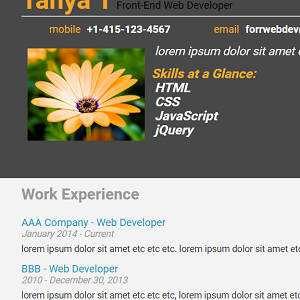 Tanya T Front-End Web Developer
mobile +1-415-123-4567 email forrwebdev
lorem ipsum dolor sit amet
Skills at a Glance:
HTML
CSS
JavaScript
jQuery
Work Experience
AAA Company - Web Developer
January 2014 - Current
lorem ipsum dolor sit amet etc etc etc. lorem ipsum dolor sit amet etc
BBB - Web Developer
2010 - December 30, 2013
lorem ipsum dolor sit amet etc etc etc, lorem ipsum dolor sit amet etc